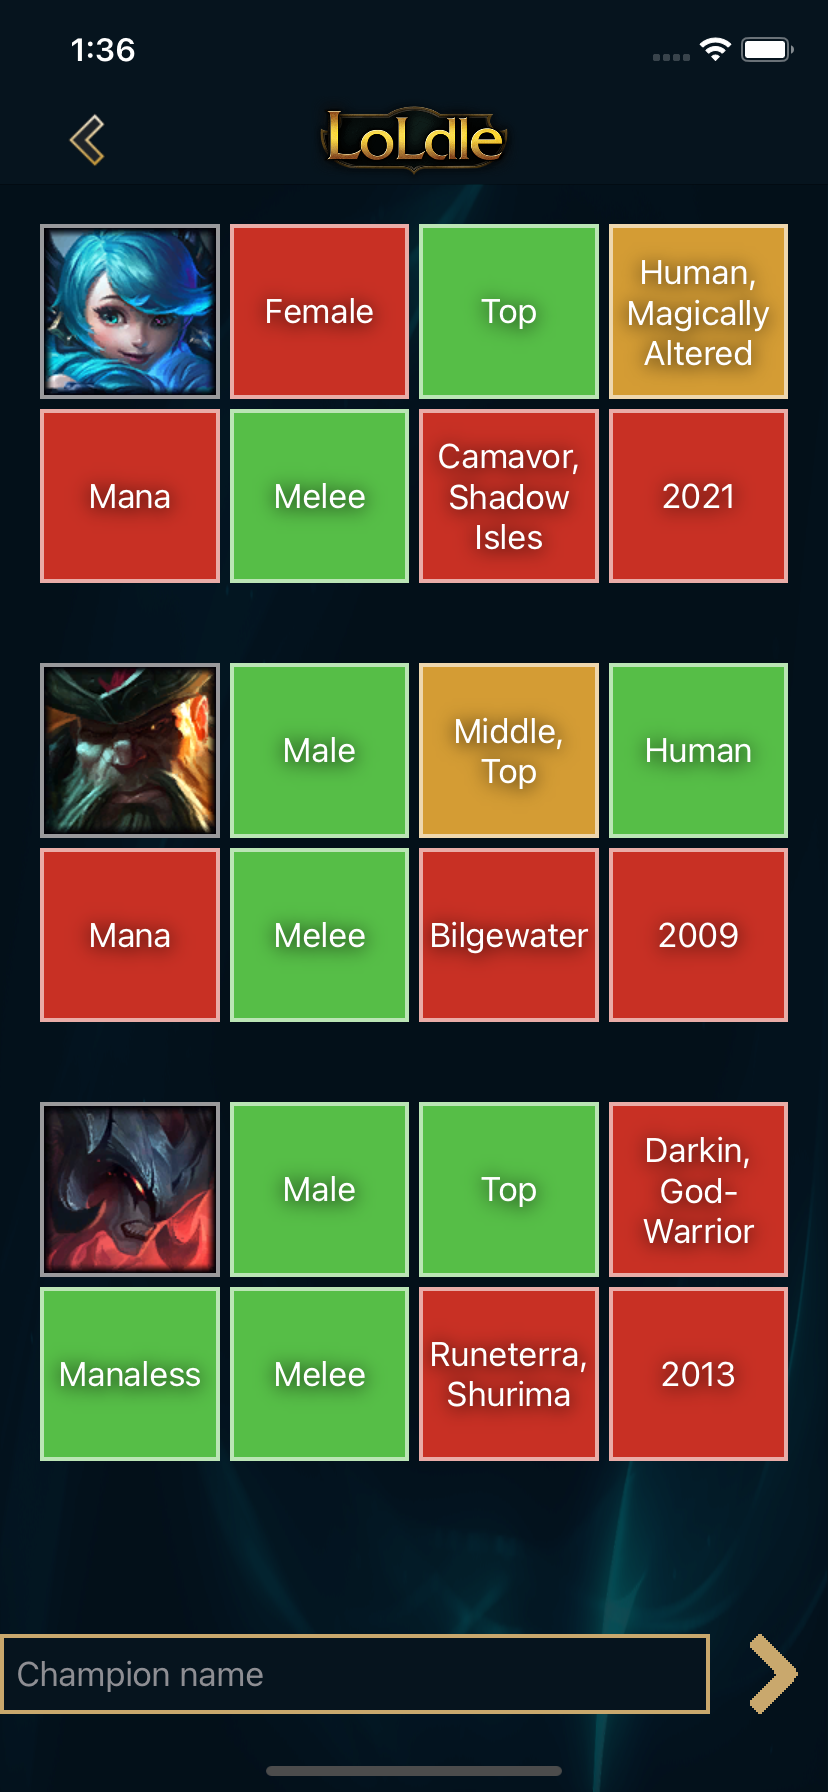 1:36
LoLdle
Female
Top
Human,
Magically
Altered
Mana
Melee
Camavor,
Shadow
Isles
2021
Male
Middle,
Top
Human
Mana
Melee
Bilgewater
2009
Male
Top
Darkin,
God-
Warrior
Manaless
Melee
Runeterra,
Shurima
2013
Champion name